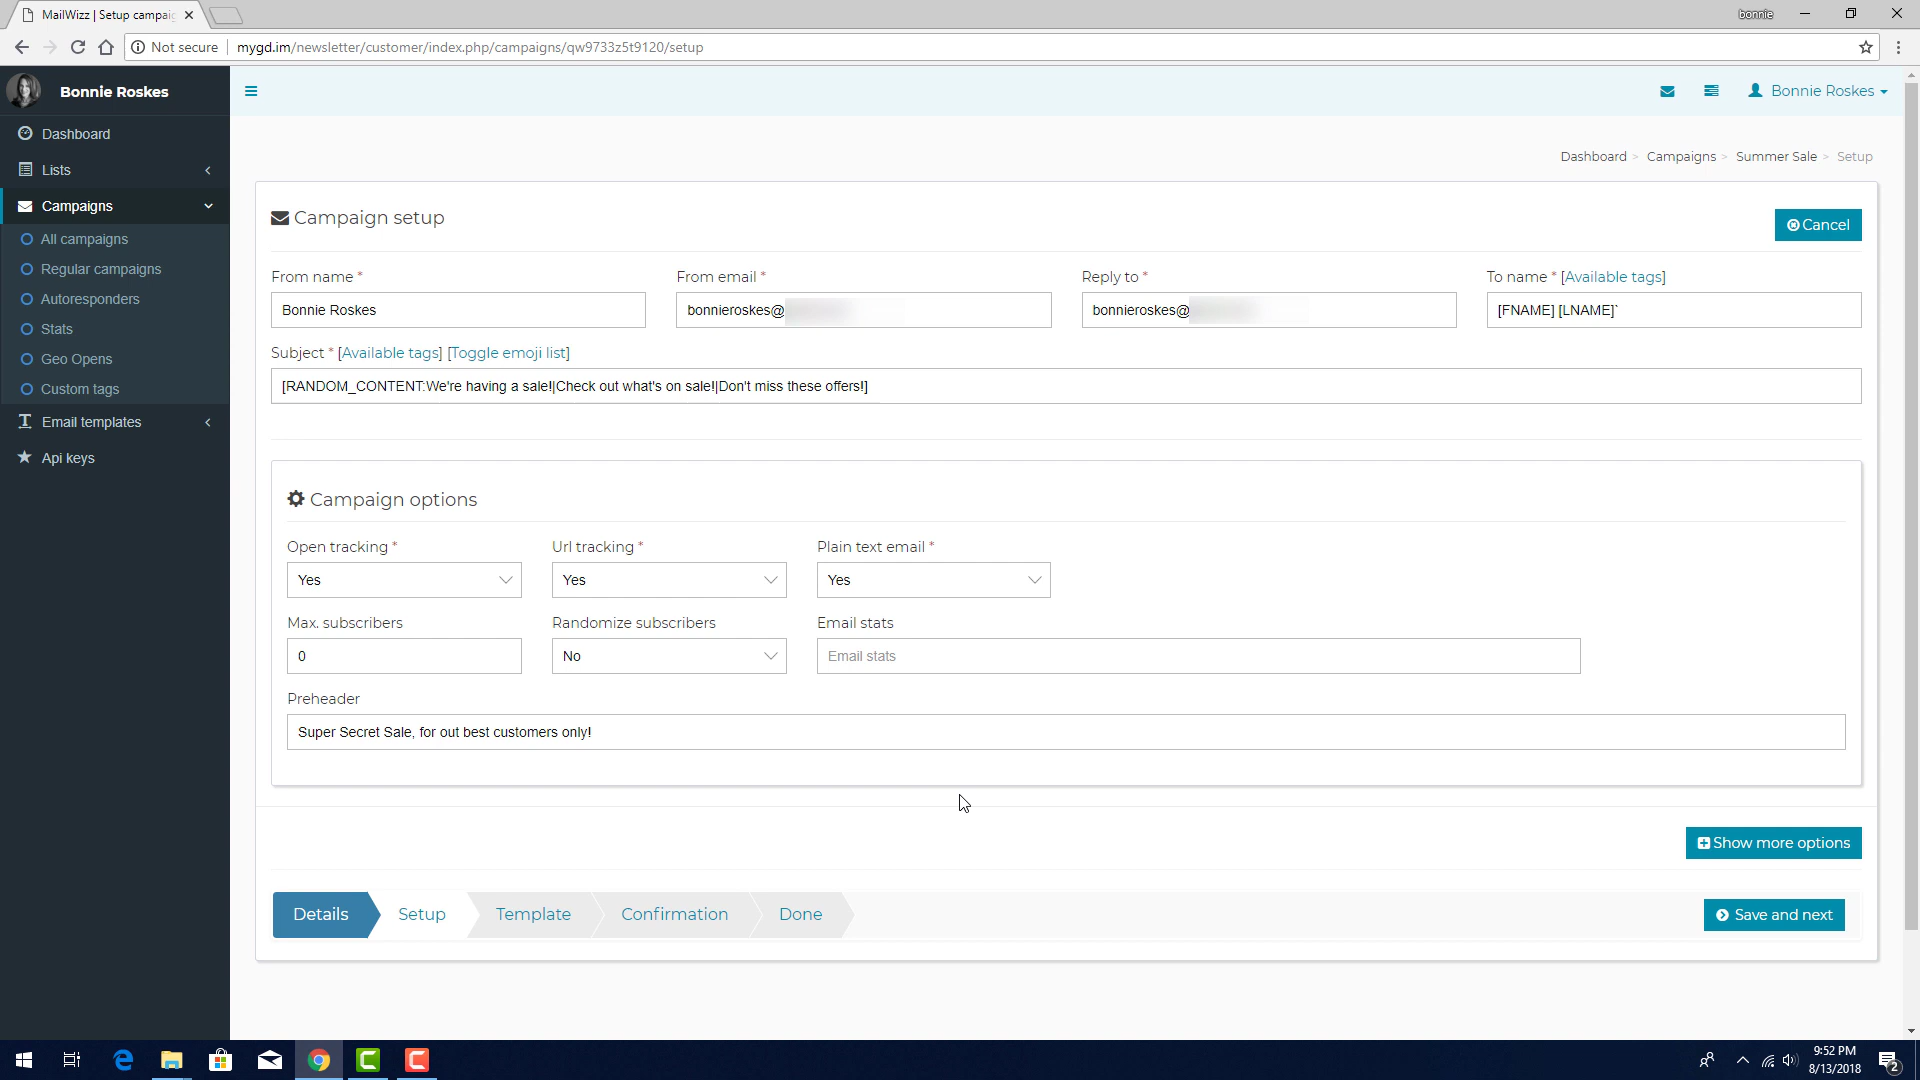 MailWizz | Setup campai
bonnie
Not secure
mygd.im/newsletter/customer/index.php/campaigns/qw9733z5t9120/setup
Bonnie Roskes
Bonnie Roskes
Dashboard
Lists
Campaigns
All campaigns
Regular campaigns
Autoresponders
Stats
Geo Opens
Custom tags
Email templates
Api keys
Dashboard > Campaigns > Summer Sale > Setup
Campaign setup
Cancel
From name * From email * Reply to * To name * [Available tags]
Bonnie Roskes bonnieroskes@ bonnieroskes@ [FNAME] [LNAME]`
Subject * [Available tags] [Toggle emoji list]
[RANDOM_CONTENT:We're having a sale!|Check out what's on sale!|Don't miss these offers!]
Campaign options
Open tracking * Url tracking * Plain text email *
Yes Yes Yes
Max. subscribers Randomize subscribers Email stats
0 No Email stats
Preheader
Super Secret Sale, for out best customers only!
Show more options
Details Setup Template Confirmation Done
Save and next
9:52 PM
8/13/2018
2